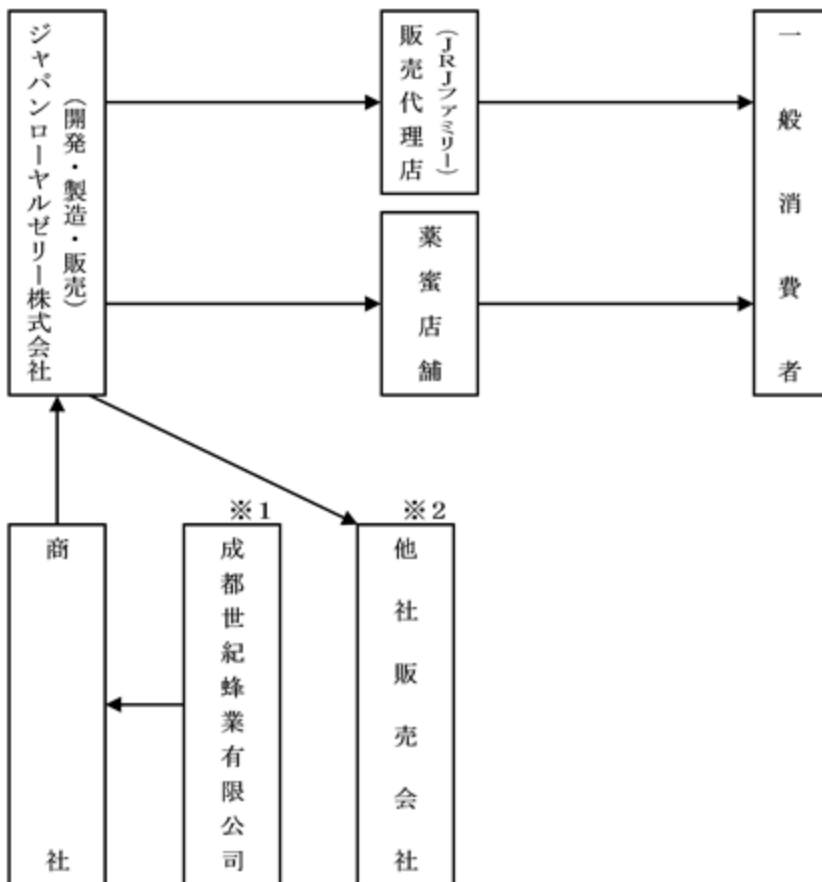 ジャパンローヤルゼリー株式会社
(開発・製造・販売)
販売代理店
(JRJファミリー)
薬蜜店舗
一般消費者
商社
※1
成都世紀蜂業有限公司
※2
他社販売会社